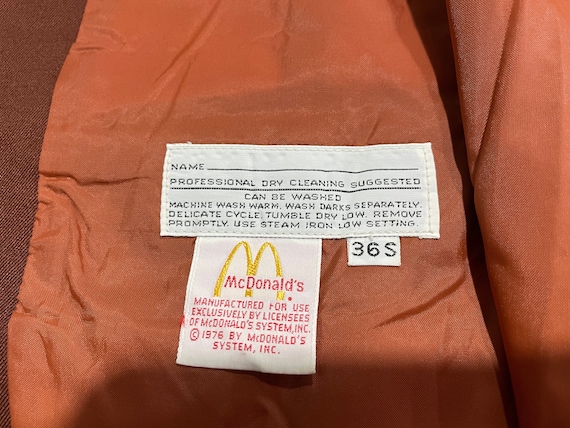 NAME
PROFESSIONAL DRY CLEANING SUGGESTED
CAN BE WASHED
MACHINE WASH WARM. WASH DARKS SEPARATELY.
DELICATE CYCLE, TUMBLE DRY LOW. REMOVE
PROMPTLY. USE STEAM IRON LOW SETTING.
36S
McDonald's
MANUFACTURED FOR USE
EXCLUSIVELY BY LICENSEES
OF McDONALD'S SYSTEM, INC.
© 1976 BY McDONALD'S
SYSTEM, INC.